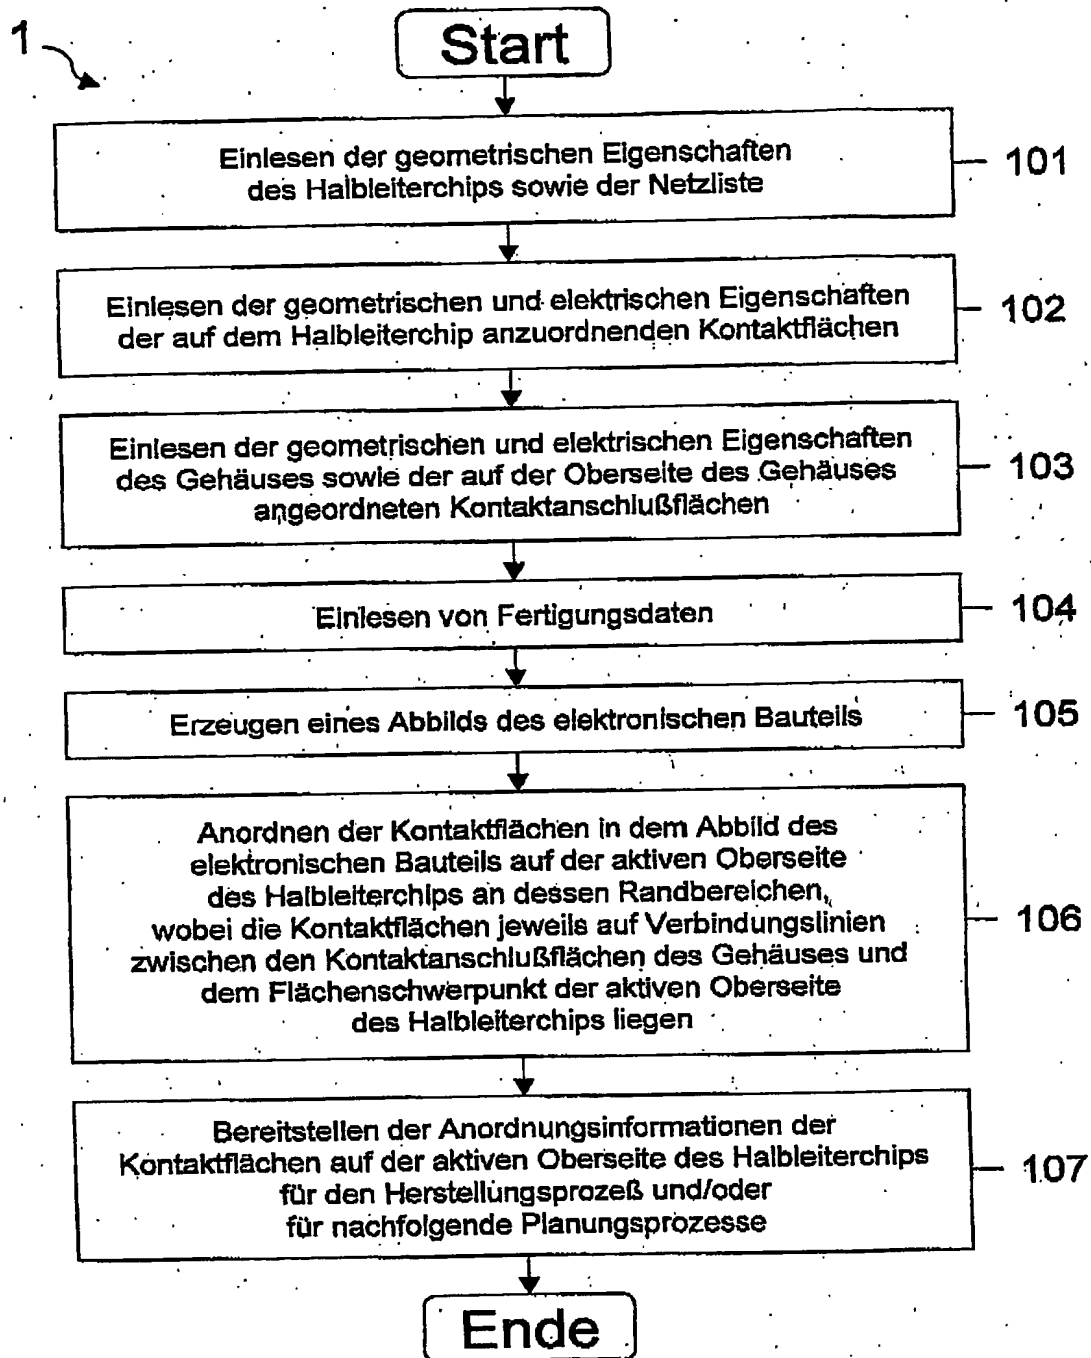 1
Start
Einlesen der geometrischen Eigenschaften
des Halbleiterchips sowie der Netzliste
101
Einlesen der geometrischen und elektrischen Eigenschaften
der auf dem Halbleiterchip anzuordnenden Kontaktflächen
102
Einlesen der geometrischen und elektrischen Eigenschaften
des Gehäuses sowie der auf der Oberseite des Gehäuses
angeordneten Kontaktanschlußflächen
103
Einlesen von Fertigungsdaten
104
Erzeugen eines Abbilds des elektronischen Bauteils
105
Anordnen der Kontaktflächen in dem Abbild des
elektronischen Bauteils auf der aktiven Oberseite
des Halbleiterchips an dessen Randbereichen,
wobei die Kontaktflächen jeweils auf Verbindungslinien
zwischen den Kontaktanschlußflächen des Gehäuses und
dem Flächenschwerpunkt der aktiven Oberseite
des Halbleiterchips liegen
106
Bereitstellen der Anordnungsinformationen der
Kontaktflächen auf der aktiven Oberseite des Halbleiterchips
für den Herstellungsprozeß und/oder
für nachfolgende Planungsprozesse
107
Ende